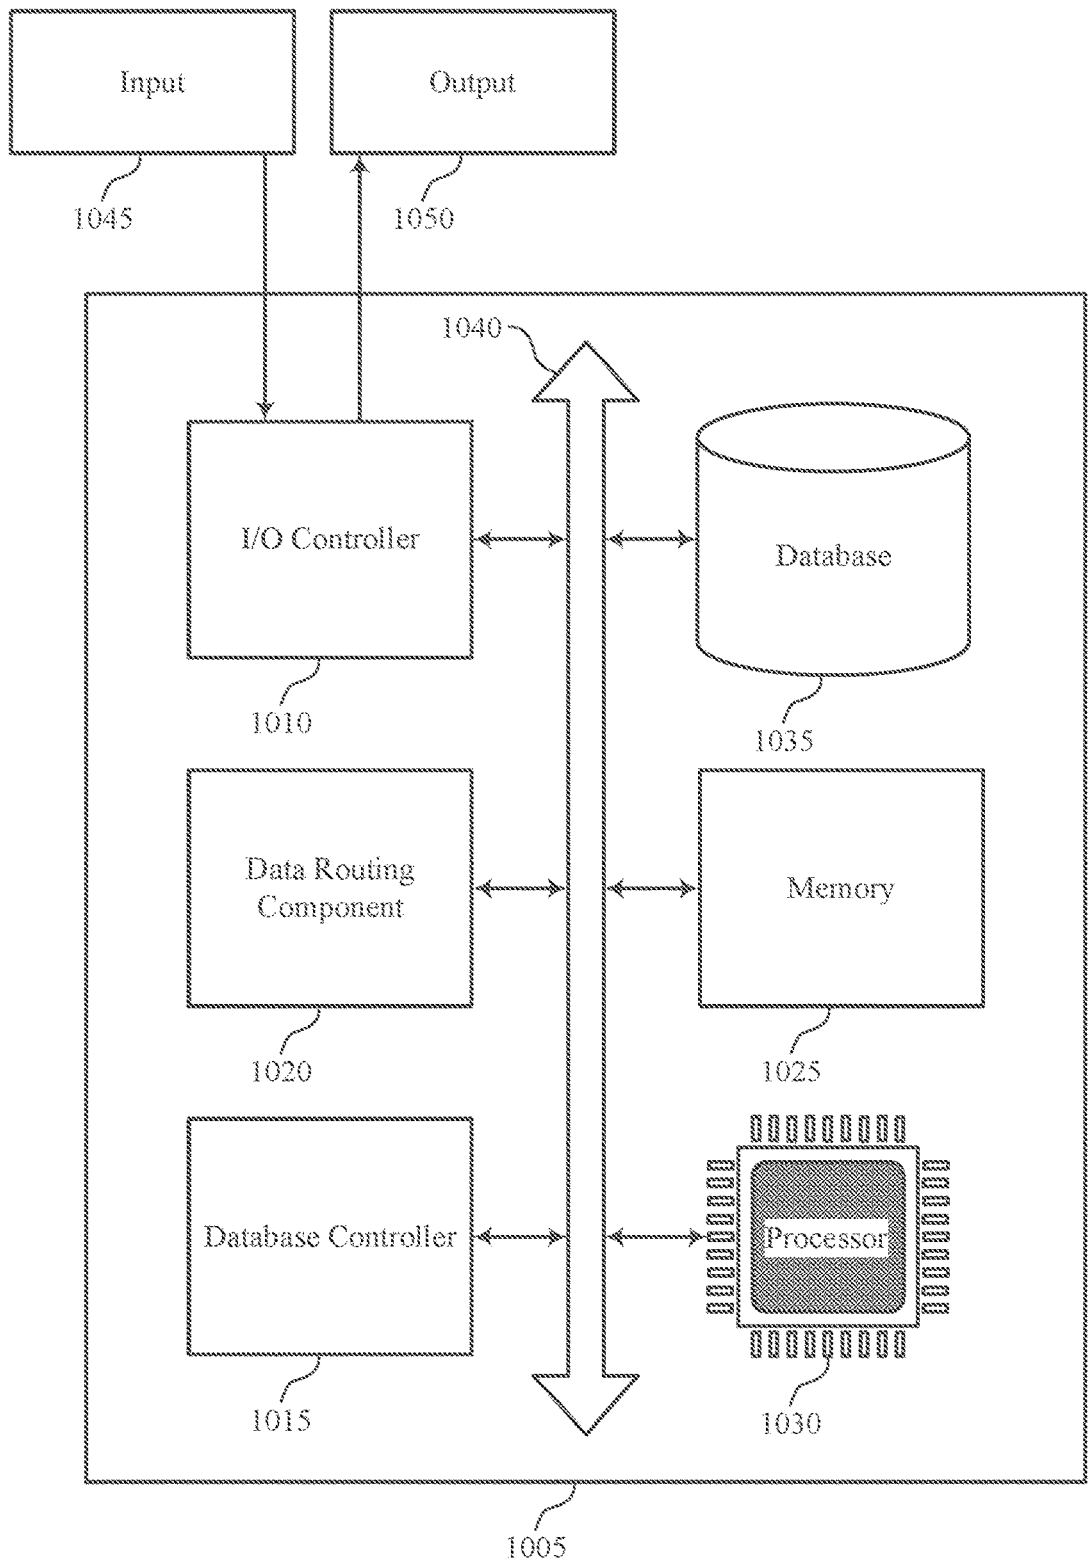 Input
Output
1045
1050
1040
I/O Controller
Database
1010
1035
Data Routing
Component
Memory
1020
1025
Database Controller
Processor
1015
1030
1005